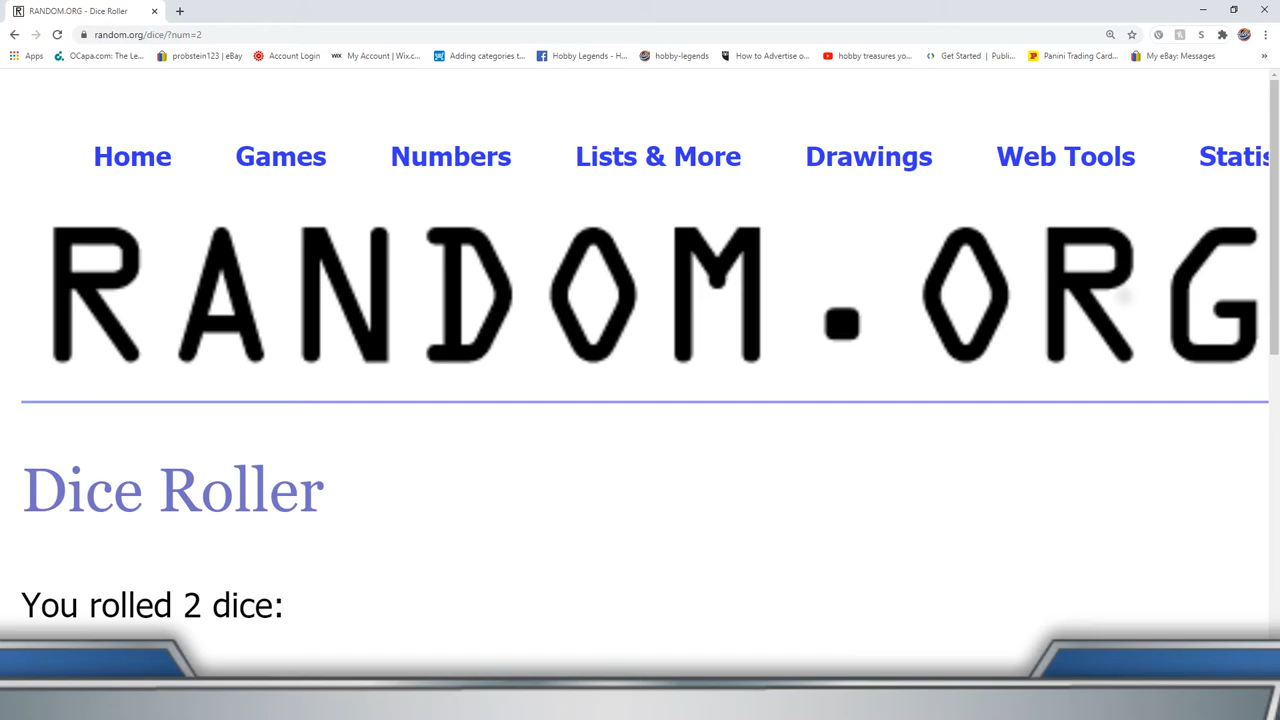 RANDOM.ORG - Dice Roller
random.org/dice/?num=2
Apps OCapa.com: The Le... probstein123 | eBay Account Login My Account | Wix.c... Adding categories t... Hobby Legends - H... hobby-legends How to Advertise o... hobby treasures yo... Get Started | Publi... Panini Trading Card... My eBay: Messages »
Home Games Numbers Lists & More Drawings Web Tools Statis
RANDOM.ORG
Dice Roller
You rolled 2 dice: